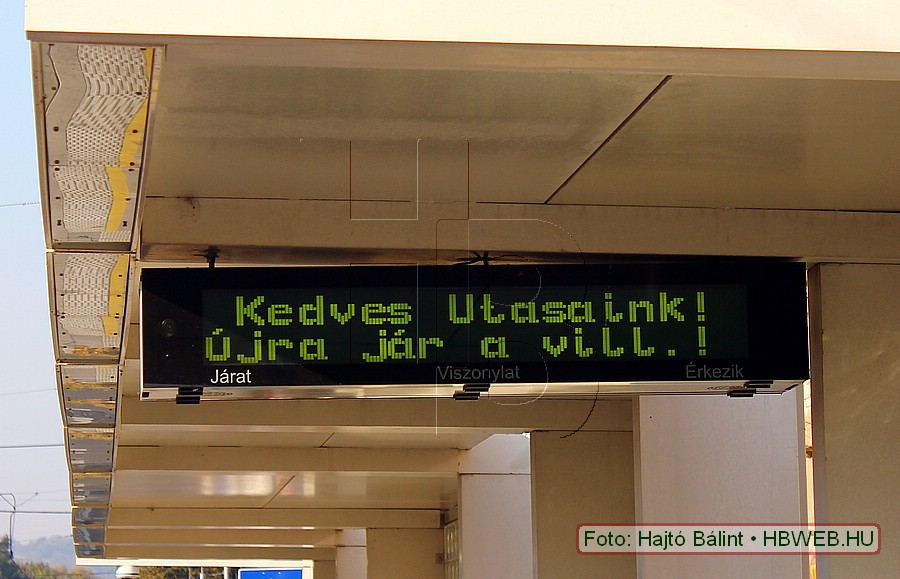 Kedves Utasaink!
Újra jár a vill.!
Járat Viszonylat Érkezik
Foto: Hajtó Bálint • HBWEB.HU